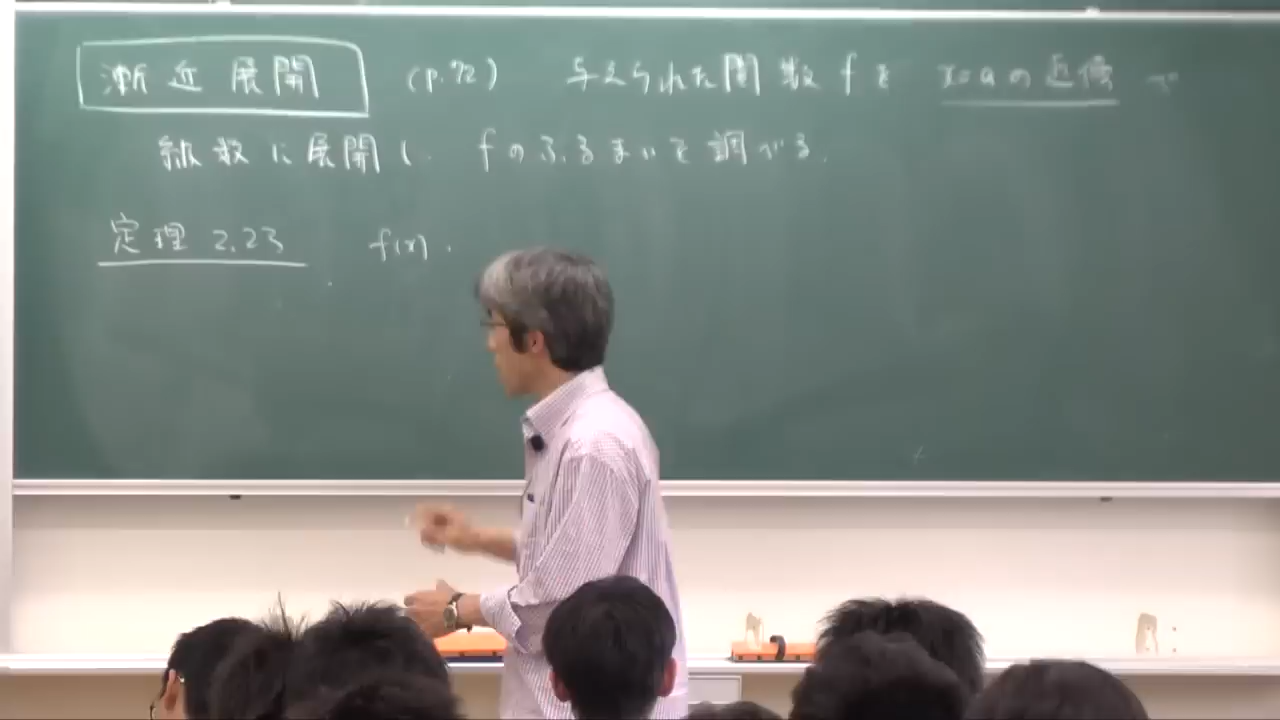 漸近展開 (p.72) 与えられた関数 f を x=a の近傍 で
級数に展開し、fのふるまいを調べる.
定理 2.23 f(x).